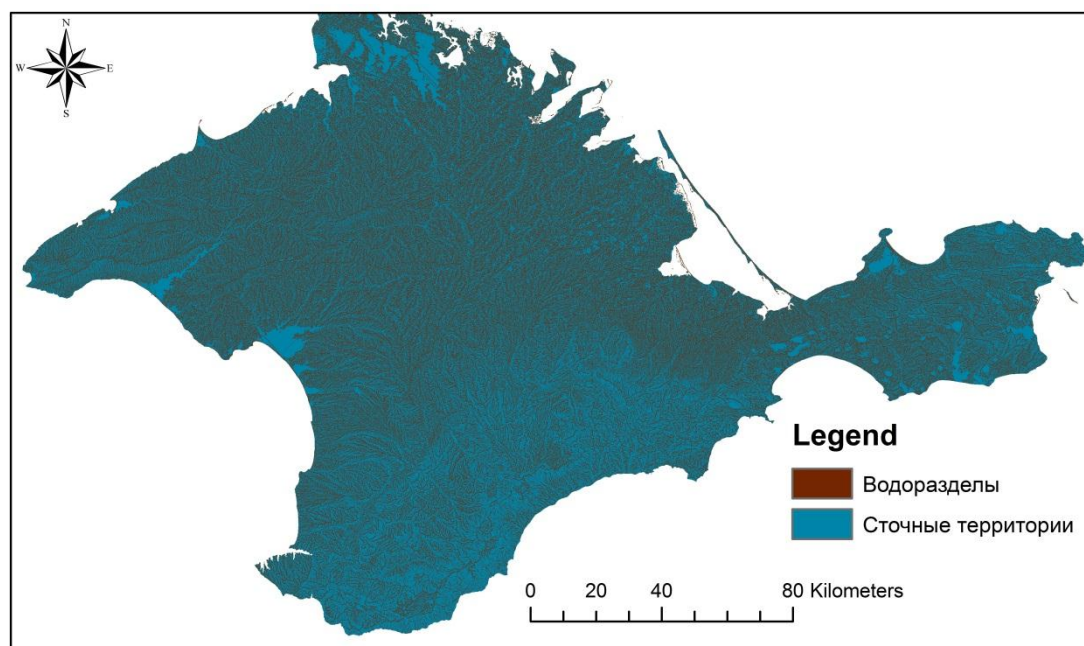 N
W E
S
Legend
Водоразделы
Сточные территории
0 20 40 80 Kilometers